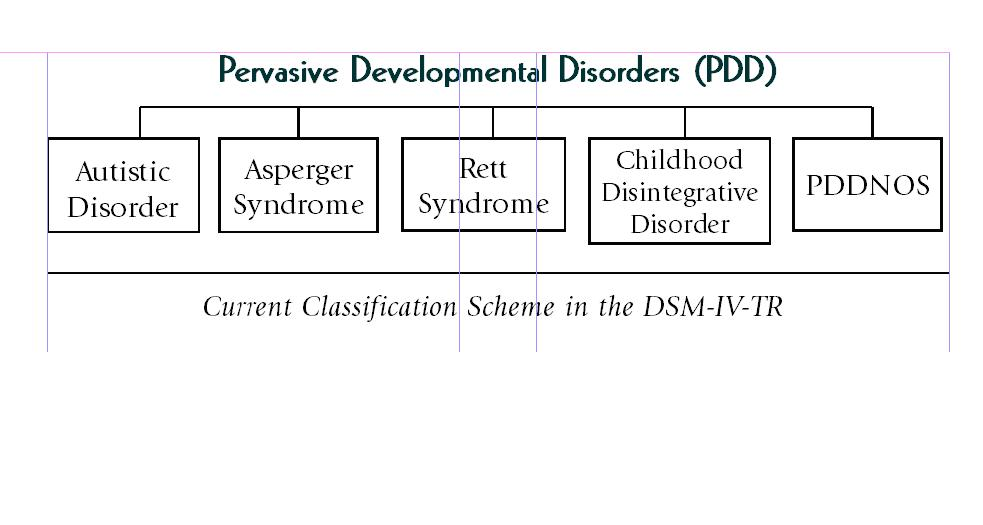 Pervasive Developmental Disorders (PDD)
Autistic
Disorder
Asperger
Syndrome
Rett
Syndrome
Childhood
Disintegrative
Disorder
PDDNOS
Current Classification Scheme in the DSM-IV-TR